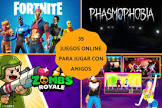 FORTNITE
PHASMOPHOBIA
35
JUEGOS ONLINE
PARA JUGAR CON
AMIGOS
ZOMBS
ROYALE